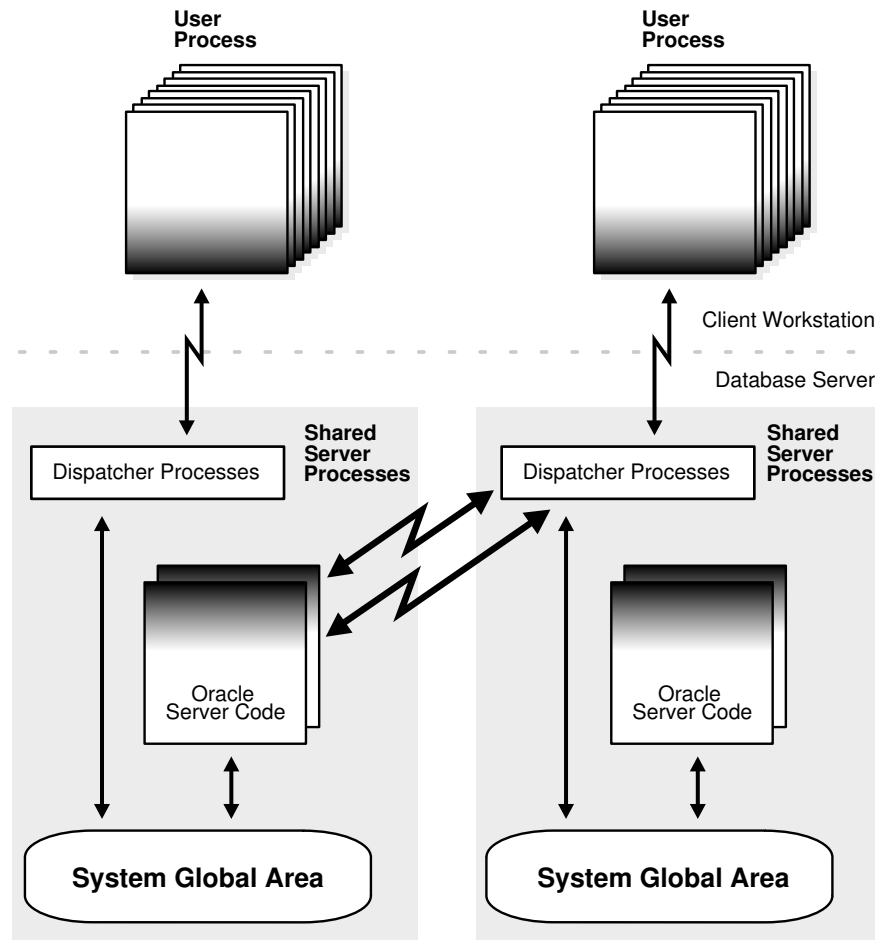 User
Process
User
Process
Client Workstation
Database Server
Shared
Server
Processes
Dispatcher Processes
Shared
Server
Processes
Dispatcher Processes
Oracle
Server Code
Oracle
Server Code
System Global Area
System Global Area